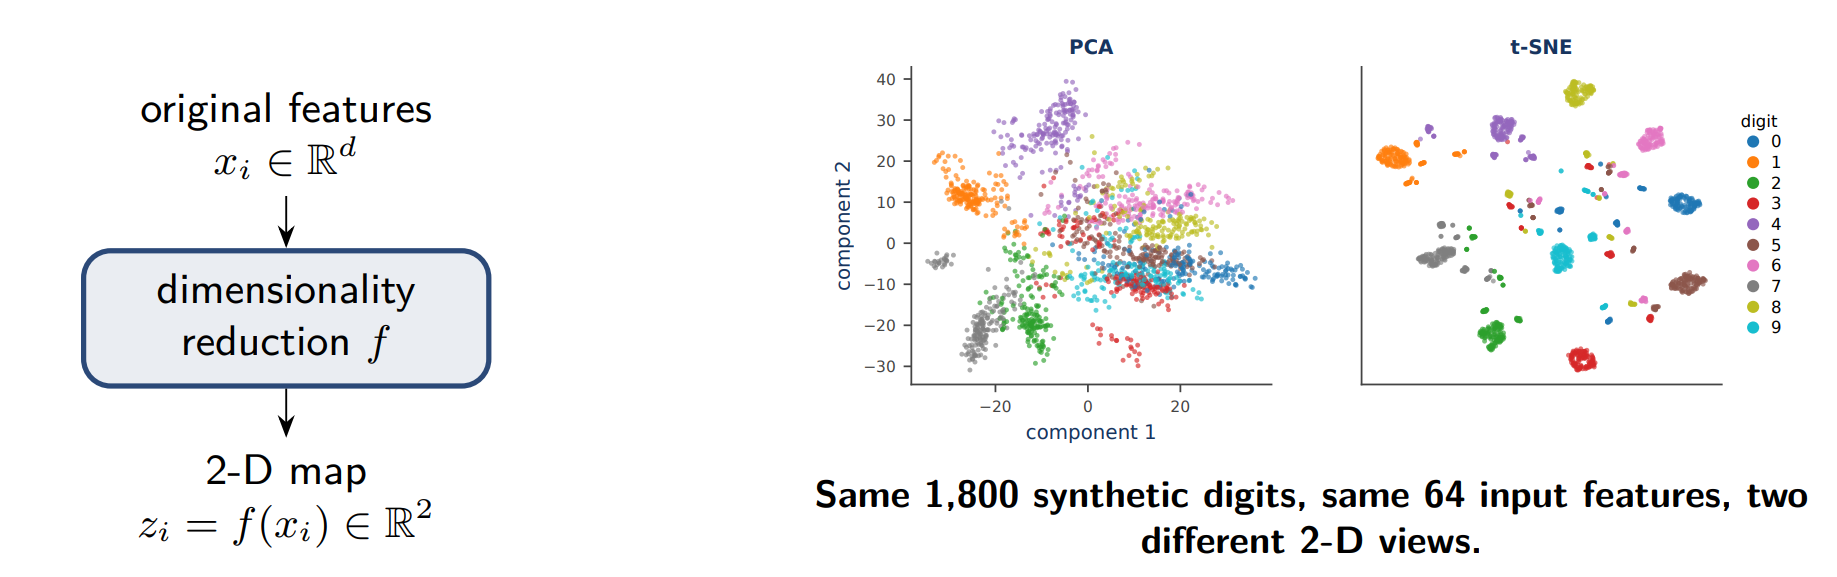 original features
x_i ∈ ℝ^d
dimensionality
reduction f
2-D map
z_i = f(x_i) ∈ ℝ^2
PCA
component 2
40
30
20
10
0
−10
−20
−30
−20 0 20
component 1
t-SNE
digit
0
1
2
3
4
5
6
7
8
9
Same 1,800 synthetic digits, same 64 input features, two
different 2-D views.